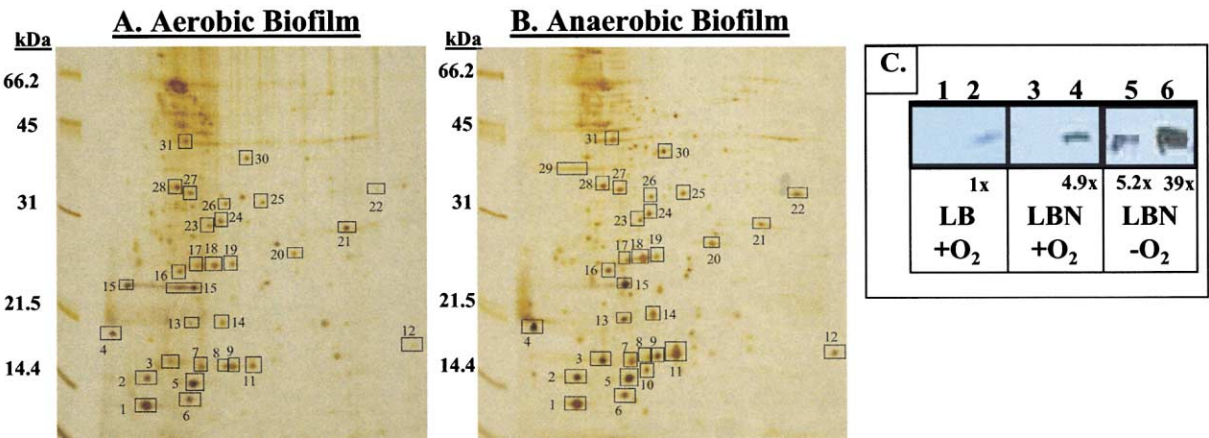 A. Aerobic Biofilm
kDa
66.2
45
31
21.5
14.4
31
30
28 27
26 25
22
23 24
21
20
17 18 19
16
15 15
13 14
12
4
3 7 8 9 11
2 5
1 6
B. Anaerobic Biofilm
kDa
66.2
45
31
21.5
14.4
31
30
29
28 27 26 25
22
23 24
21
20
17 18 19
16
15
13 14
4
12
3 7 8 9 11
2 5 10
1 6
C.
1 2 3 4 5 6
1x 4.9x 5.2x 39x
LB LBN LBN
+O₂ +O₂ -O₂